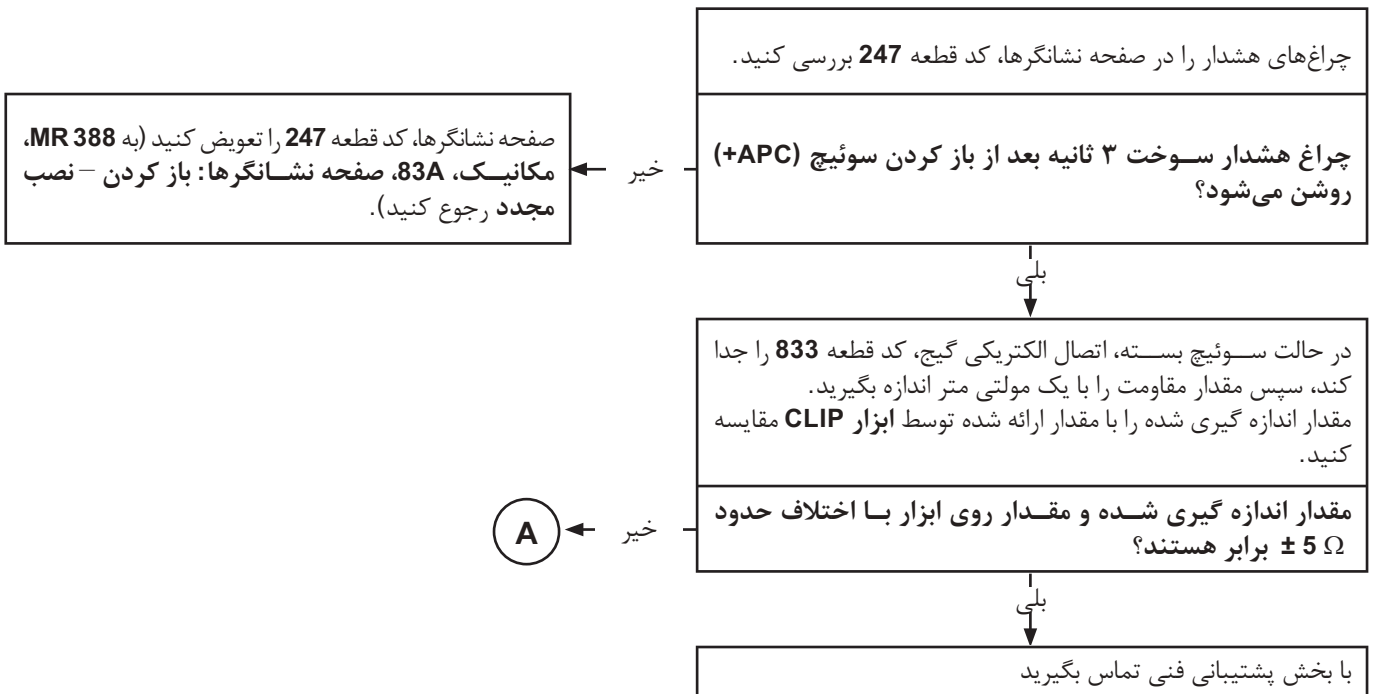 چراغ‌های هشدار را در صفحه نشانگرها، کد قطعه 247 بررسی کنید.
چراغ هشدار سوخت ۳ ثانیه بعد از باز کردن سوئیچ (APC+)
روشن می‌شود؟
خیر
صفحه نشانگرها، کد قطعه 247 را تعویض کنید (به MR 388،
مکانیک، 83A، صفحه نشانگرها: باز کردن – نصب
مجدد رجوع کنید).
بلی
در حالت سوئیچ بسته، اتصال الکتریکی گیج، کد قطعه 833 را جدا
کند، سپس مقدار مقاومت را با یک مولتی متر اندازه بگیرید.
مقدار اندازه گیری شده را با مقدار ارائه شده توسط ابزار CLIP مقایسه
کنید.
مقدار اندازه گیری شده و مقدار روی ابزار با اختلاف حدود
± 5 Ω برابر هستند؟
خیر
A
بلی
با بخش پشتیبانی فنی تماس بگیرید